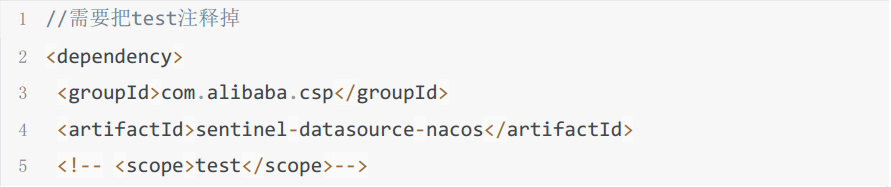 1 //需要把test注释掉
2 <dependency>
3 <groupId>com.alibaba.csp</groupId>
4 <artifactId>sentinel-datasource-nacos</artifactId>
5 <!-- <scope>test</scope>-->